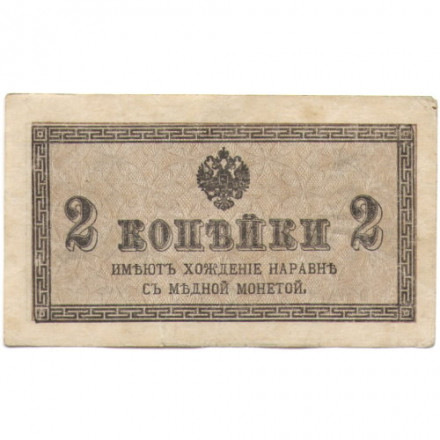 2 КОПѢЙКИ 2
ИМѢЮТЪ ХОЖДЕНІЕ НАРАВНѢ
СЪ МѢДНОЙ МОНЕТОЙ.